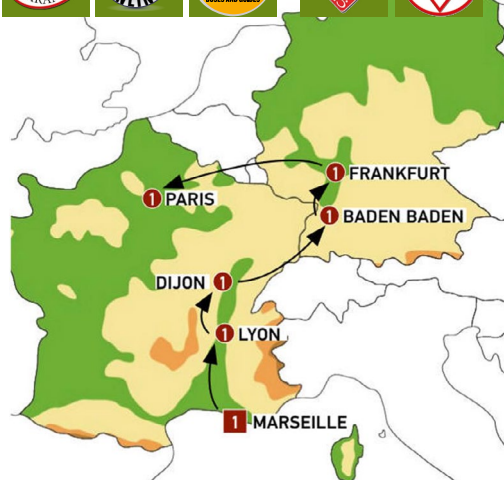 1 FRANKFURT
1 PARIS
1 BADEN BADEN
DIJON 1
1 LYON
1 MARSEILLE